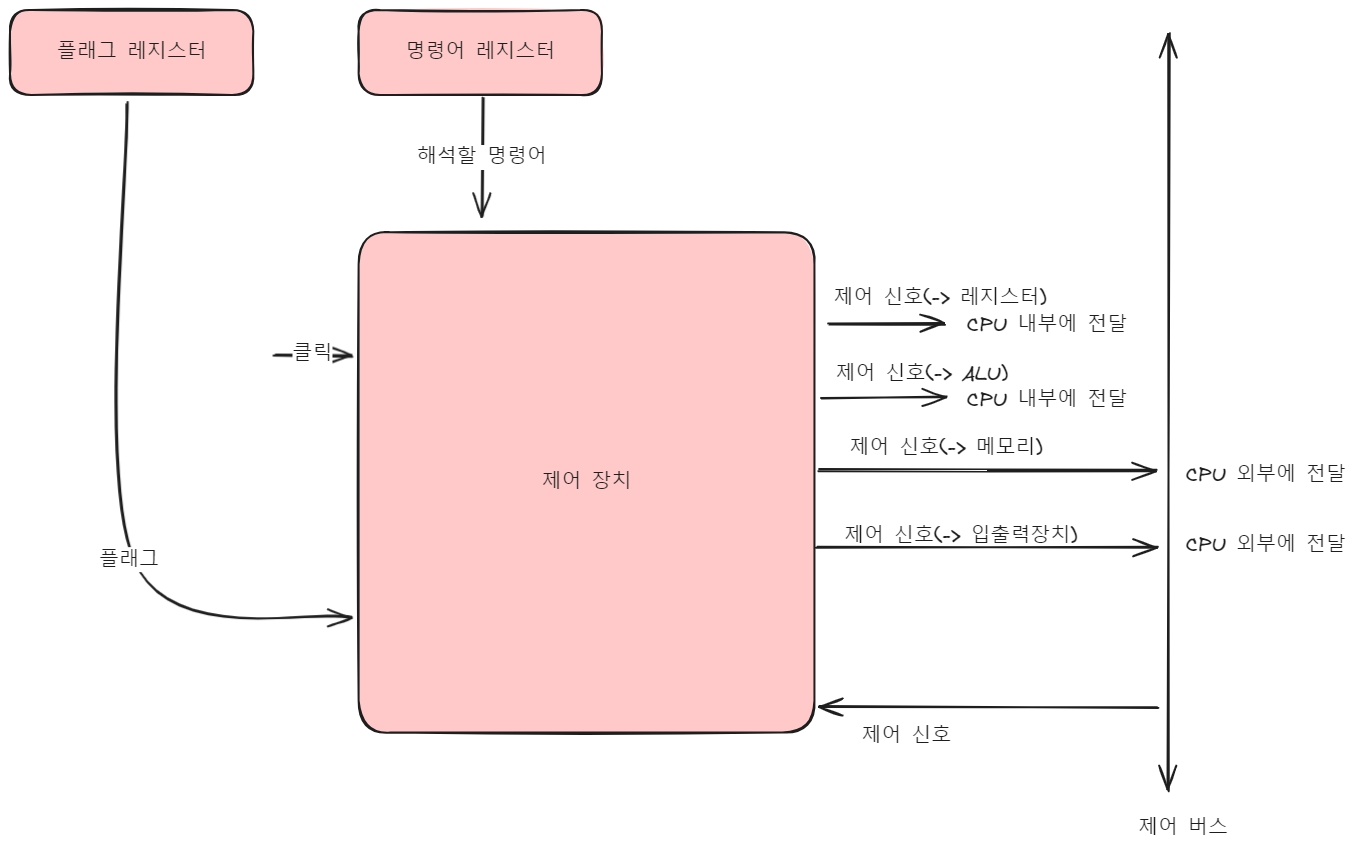 플래그 레지스터
명령어 레지스터
해석할 명령어
제어 신호(-> 레지스터)
CPU 내부에 전달
클릭
제어 신호(-> ALU)
CPU 내부에 전달
제어 신호(-> 메모리)
CPU 외부에 전달
제어 장치
제어 신호(-> 입출력장치)
CPU 외부에 전달
플래그
제어 신호
제어 버스